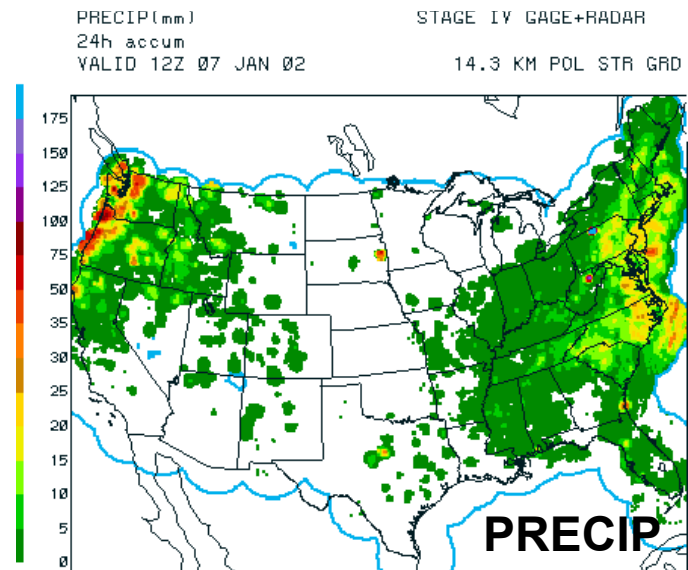 PRECIP(mm)
STAGE IV GAGE+RADAR
24h accum
VALID 12Z 07 JAN 02
14.3 KM POL STR GRD
175
150
125
100
75
50
35
30
25
20
15
10
5
0
PRECIP